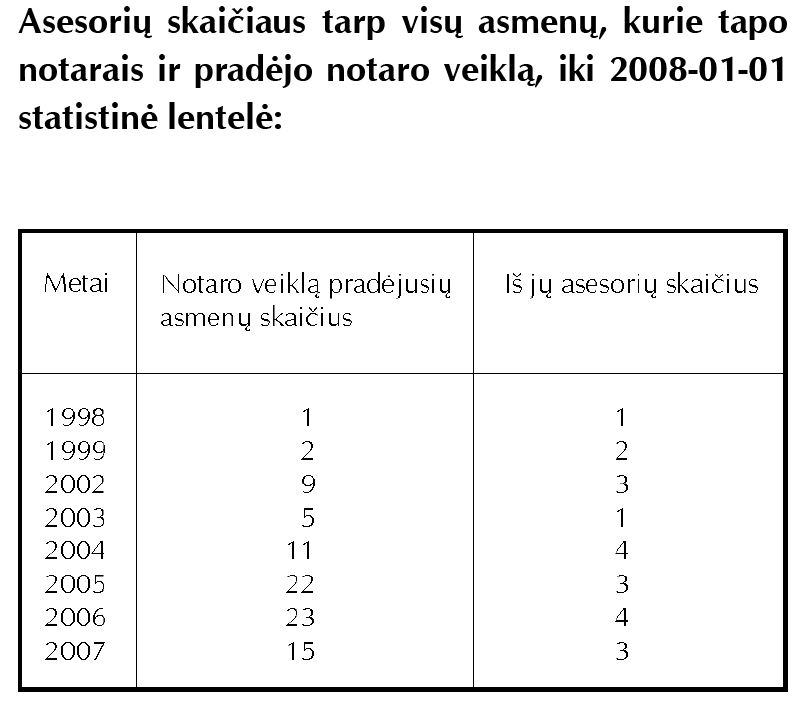 Asesorių skaičiaus tarp visų asmenų, kurie tapo
notarais ir pradėjo notaro veiklą, iki 2008-01-01
statistinė lentelė:
Metai Notaro veiklą pradėjusių Iš jų asesorių skaičius
asmenų skaičius
1998 1 1
1999 2 2
2002 9 3
2003 5 1
2004 11 4
2005 22 3
2006 23 4
2007 15 3